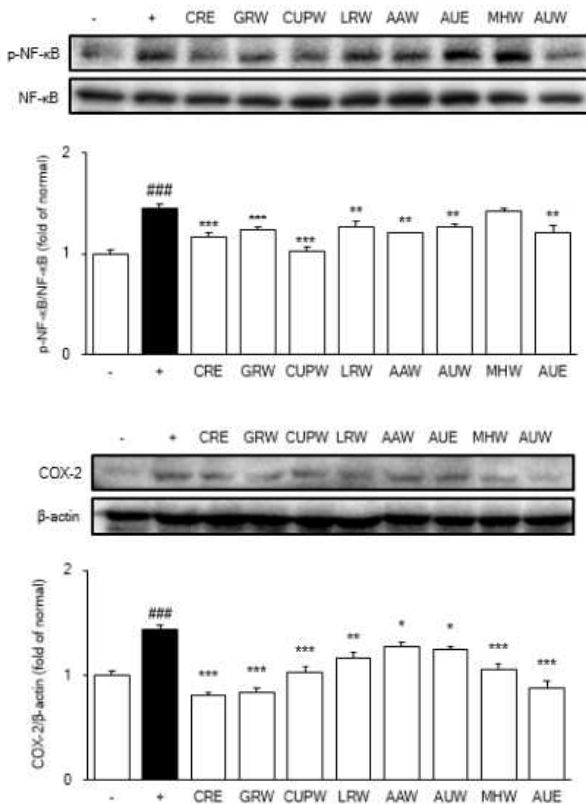 - + CRE GRW CUPW LRW AAW AUE MHW AUW
p-NF-κB
NF-κB
p-NF-κB/NF-κB (fold of normal)
2
1
0
###
*** *** *** ** ** ** **
- + CRE GRW CUPW LRW AAW AUW MHW AUE
- + CRE GRW CUPW LRW AAW AUE MHW AUW
COX-2
β-actin
COX-2/β-actin (fold of normal)
2
1
0
###
*** *** *** ** * * *** ***
- + CRE GRW CUPW LRW AAW AUW MHW AUE